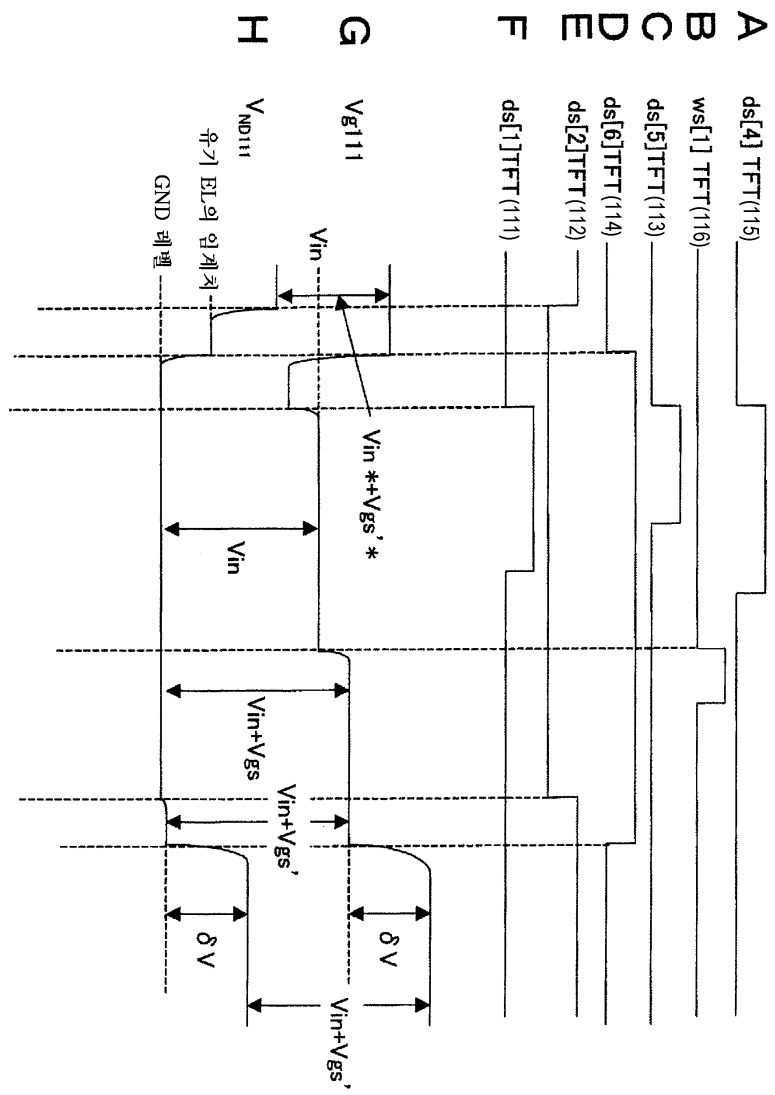 A ds[4] TFT(115)
B ws[1] TFT(116)
C ds[5]TFT(113)
D ds[6]TFT(114)
E ds[2]TFT(112)
F ds[1]TFT(111)
G Vg111
Vin
Vin *+Vgs' *
Vin
Vin+Vgs
Vin+Vgs'
δV
δV
Vin+Vgs'
H VND111
유기 EL의 임계치
GND 레벨